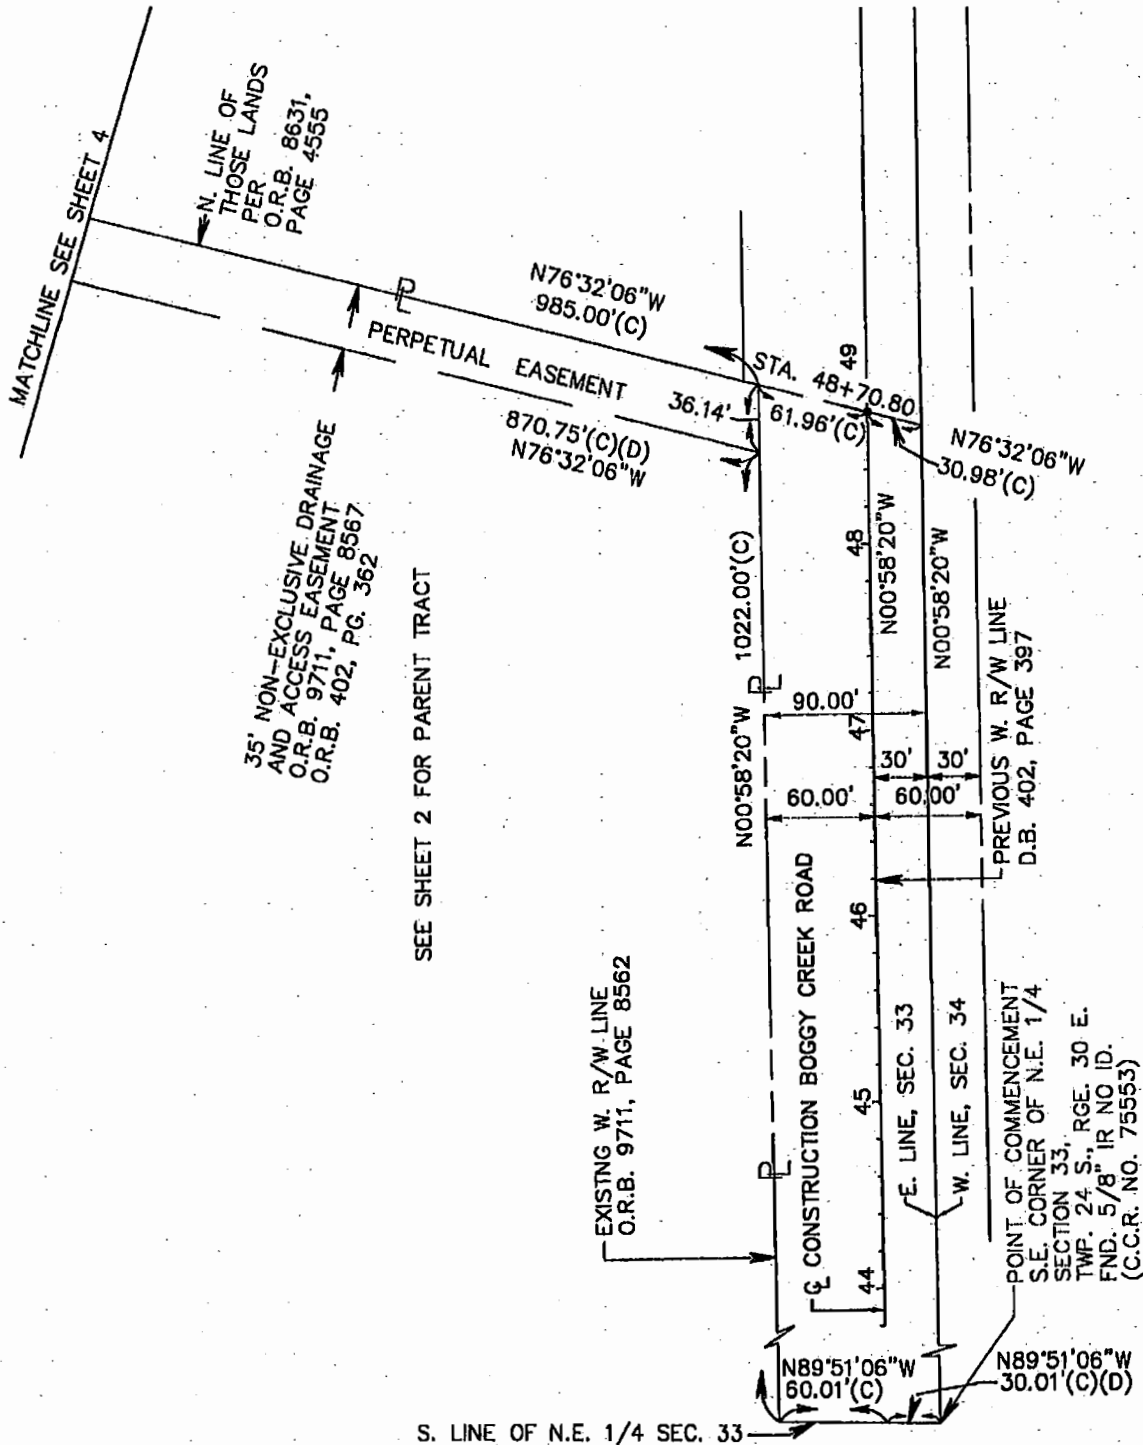 MATCHLINE SEE SHEET 4
N. LINE OF
THOSE LANDS
PER
O.R.B. 8631,
PAGE 4555
PL
N76°32'06"W
985.00'(C)
PERPETUAL EASEMENT
870.75'(C)(D)
N76°32'06"W
36.14'
STA. 48+70.80
61.96'(C)
N76°32'06"W
30.98'(C)
35' NON-EXCLUSIVE DRAINAGE
AND ACCESS EASEMENT
O.R.B. 9711, PAGE 8567
O.R.B. 402, PG. 362
SEE SHEET 2 FOR PARENT TRACT
N00°58'20"W 1022.00'(C)
PL
N00°58'20"W
N00°58'20"W
49
48
47
46
45
44
90.00'
30'
30'
60.00'
60.00'
PREVIOUS W. R/W LINE
D.B. 402, PAGE 397
EXISTNG W. R/W LINE
O.R.B. 9711, PAGE 8562
PL
CL CONSTRUCTION BOGGY CREEK ROAD
E. LINE, SEC. 33
W. LINE, SEC. 34
POINT OF COMMENCEMENT
S.E. CORNER OF N.E. 1/4
SECTION 33,
TWP. 24 S., RGE. 30 E.
FND. 5/8" IR NO ID.
(C.C.R. NO. 75553)
N89°51'06"W
60.01'(C)
N89°51'06"W
30.01'(C)(D)
S. LINE OF N.E. 1/4 SEC. 33